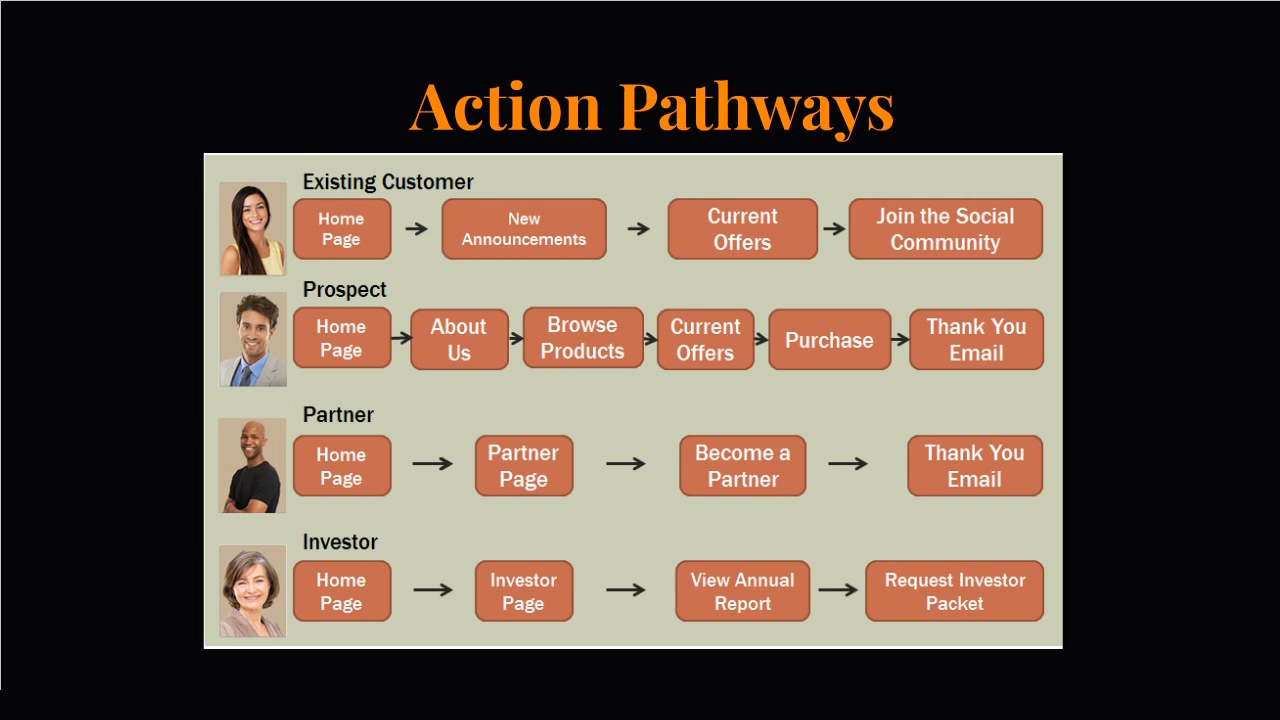 Action Pathways
Existing Customer
Home
Page
New
Announcements
Current
Offers
Join the Social
Community
Prospect
Home
Page
About
Us
Browse
Products
Current
Offers
Purchase
Thank You
Email
Partner
Home
Page
Partner
Page
Become a
Partner
Thank You
Email
Investor
Home
Page
Investor
Page
View Annual
Report
Request Investor
Packet